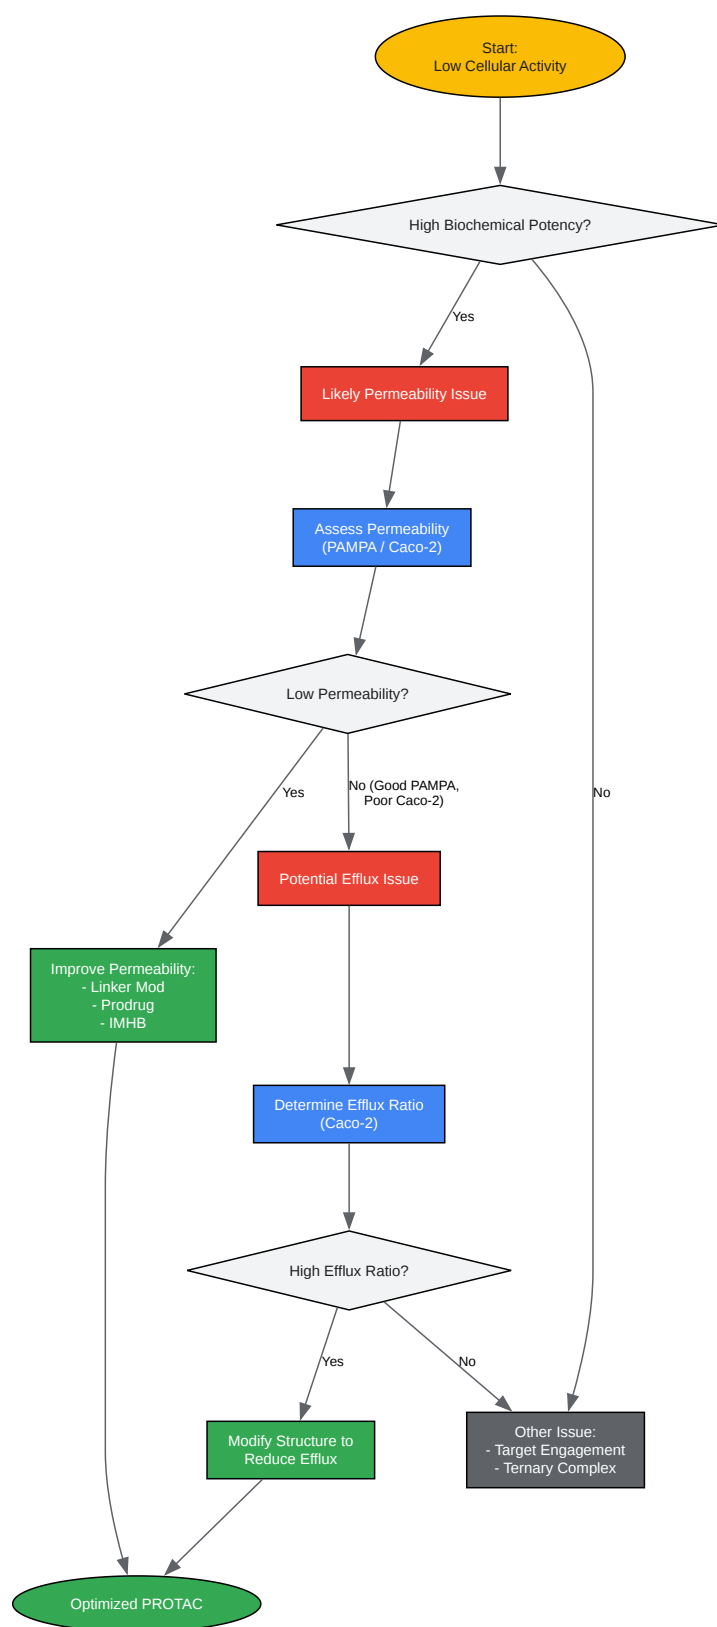 Start:
Low Cellular Activity
High Biochemical Potency?
Yes
Likely Permeability Issue
Assess Permeability
(PAMPA / Caco-2)
Low Permeability?
Yes
No (Good PAMPA,
Poor Caco-2)
No
Potential Efflux Issue
Improve Permeability:
- Linker Mod
- Prodrug
- IMHB
Determine Efflux Ratio
(Caco-2)
High Efflux Ratio?
Yes
No
Modify Structure to
Reduce Efflux
Other Issue:
- Target Engagement
- Ternary Complex
Optimized PROTAC